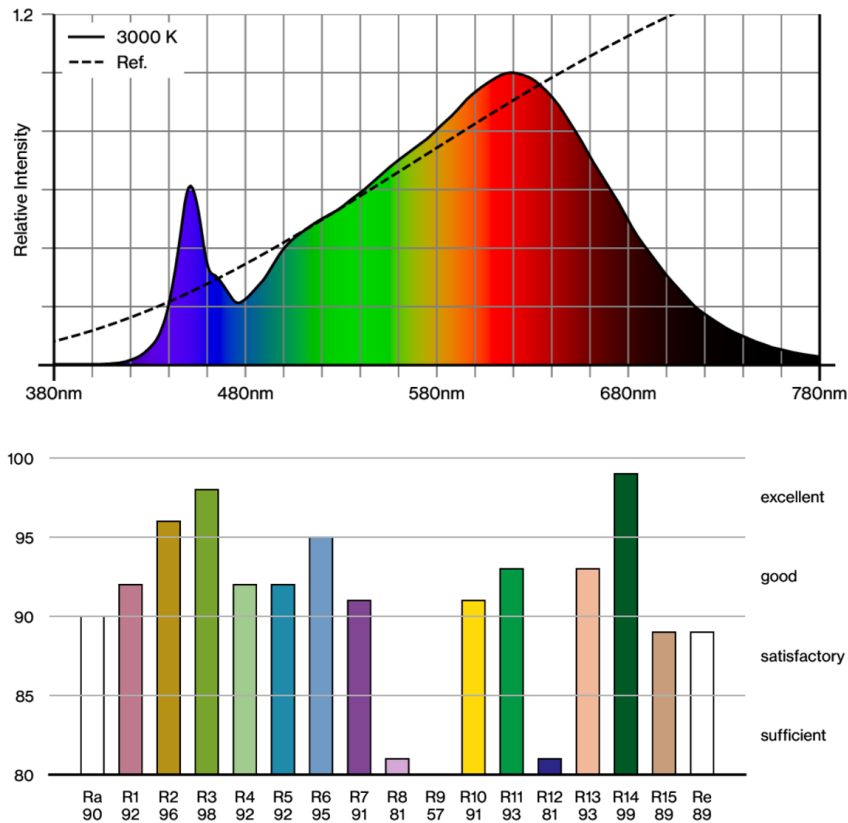 1.2
3000 K
Ref.
Relative Intensity
380nm 480nm 580nm 680nm 780nm
100
excellent
95
good
90
satisfactory
85
sufficient
80
Ra R1 R2 R3 R4 R5 R6 R7 R8 R9 R10 R11 R12 R13 R14 R15 Re
90 92 96 98 92 92 95 91 81 57 91 93 81 93 99 89 89